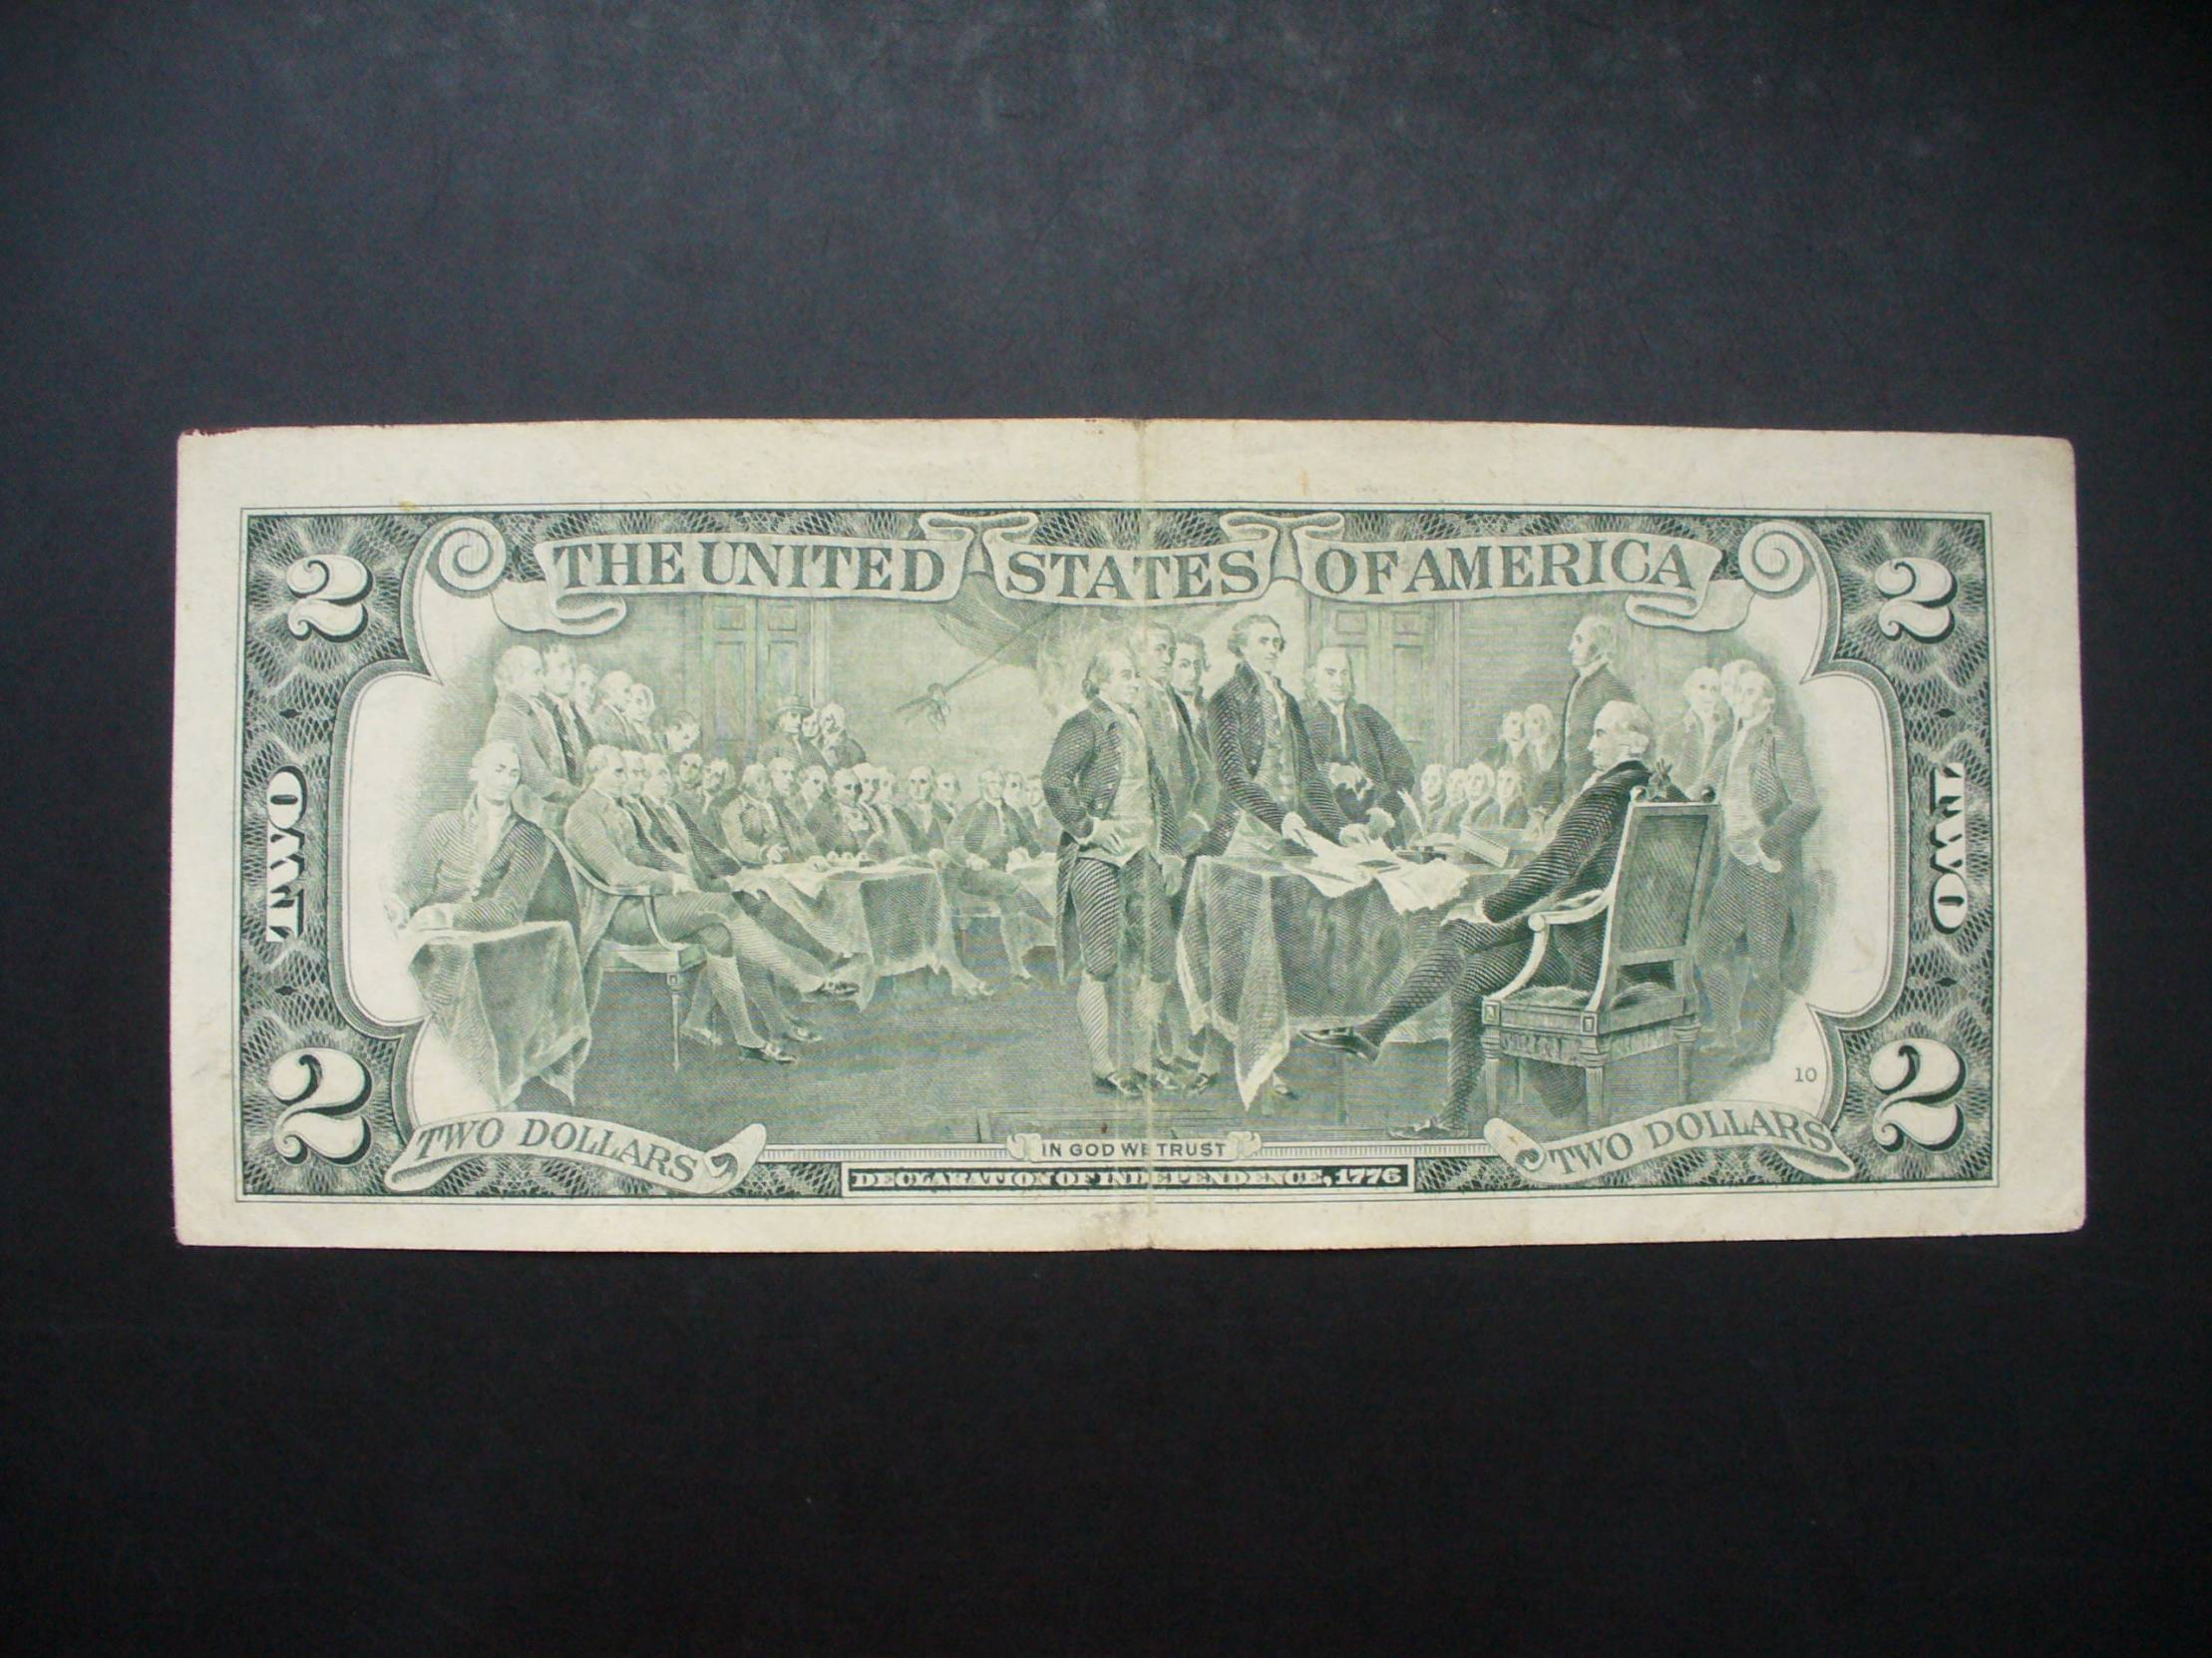 2 THE UNITED STATES OF AMERICA 2
TWO
TWO
10
2 TWO DOLLARS IN GOD WE TRUST TWO DOLLARS 2
DECLARATION OF INDEPENDENCE, 1776